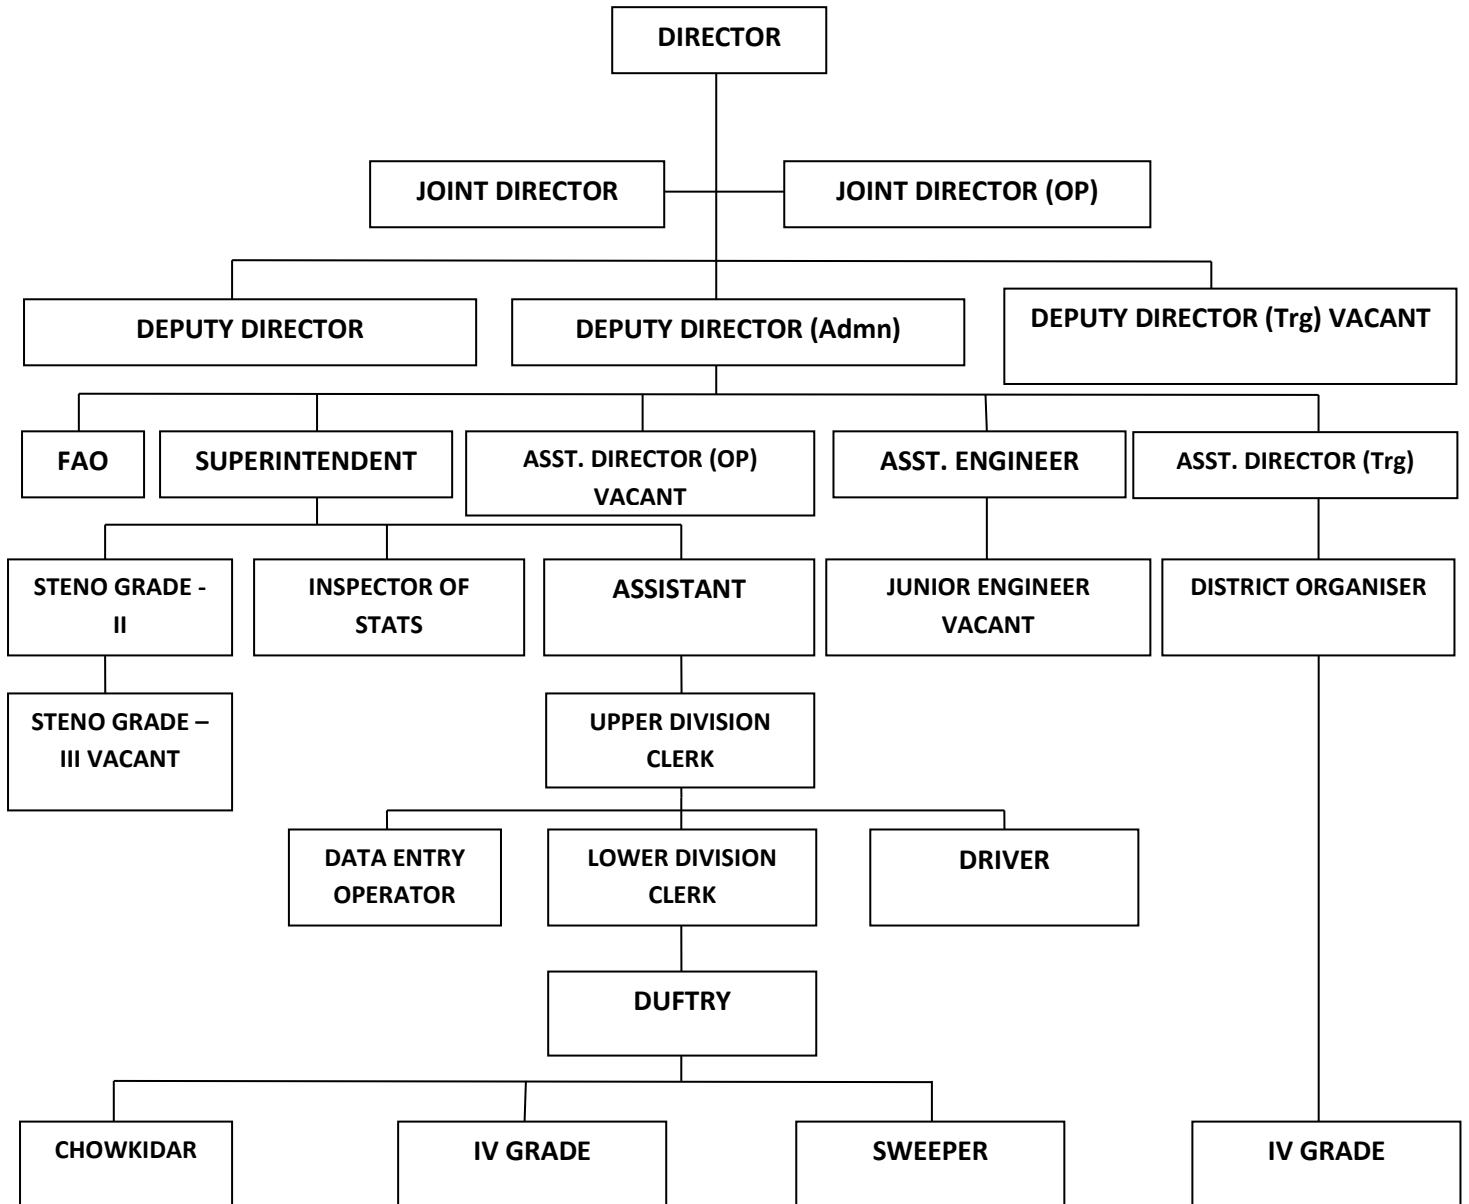 DIRECTOR
JOINT DIRECTOR
JOINT DIRECTOR (OP)
DEPUTY DIRECTOR
DEPUTY DIRECTOR (Admn)
DEPUTY DIRECTOR (Trg) VACANT
FAO
SUPERINTENDENT
ASST. DIRECTOR (OP)
VACANT
ASST. ENGINEER
ASST. DIRECTOR (Trg)
STENO GRADE -
II
INSPECTOR OF
STATS
ASSISTANT
JUNIOR ENGINEER
VACANT
DISTRICT ORGANISER
STENO GRADE –
III VACANT
UPPER DIVISION
CLERK
DATA ENTRY
OPERATOR
LOWER DIVISION
CLERK
DRIVER
DUFTRY
CHOWKIDAR
IV GRADE
SWEEPER
IV GRADE